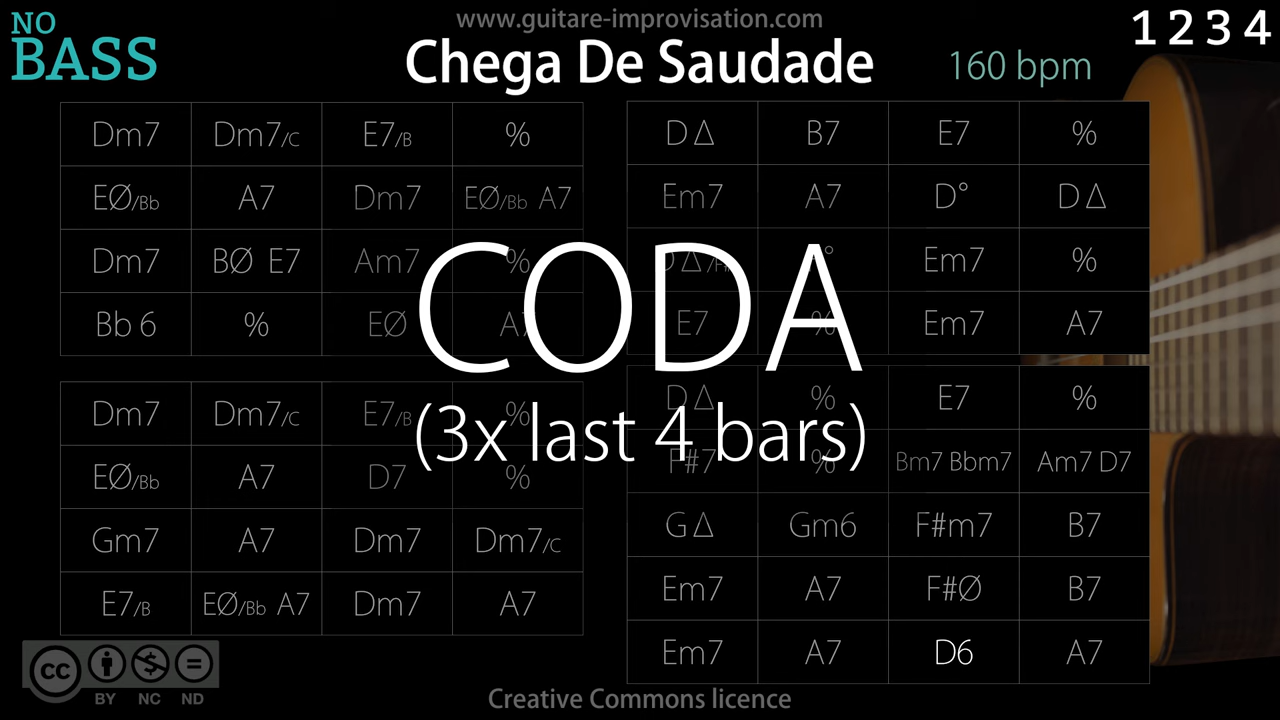 www.guitare-improvisation.com
NO
BASS
Chega De Saudade
160 bpm
1 2 3 4
Dm7 Dm7/C E7/B %
EØ/Bb A7 Dm7 EØ/Bb A7
Dm7 BØ E7 Am7 %
Bb 6 % EØ A7
Dm7 Dm7/C E7/B %
EØ/Bb A7 D7 %
Gm7 A7 Dm7 Dm7/C
E7/B EØ/Bb A7 Dm7 A7
D∆ B7 E7 %
Em7 A7 D° D∆
D∆ Em7 %
E7 % Em7 A7
D∆ % E7 %
F#7 % Bm7 Bbm7 Am7 D7
G∆ Gm6 F#m7 B7
Em7 A7 F#Ø B7
Em7 A7 D6 A7
CODA
(3x last 4 bars)
cc
BY NC ND
Creative Commons licence